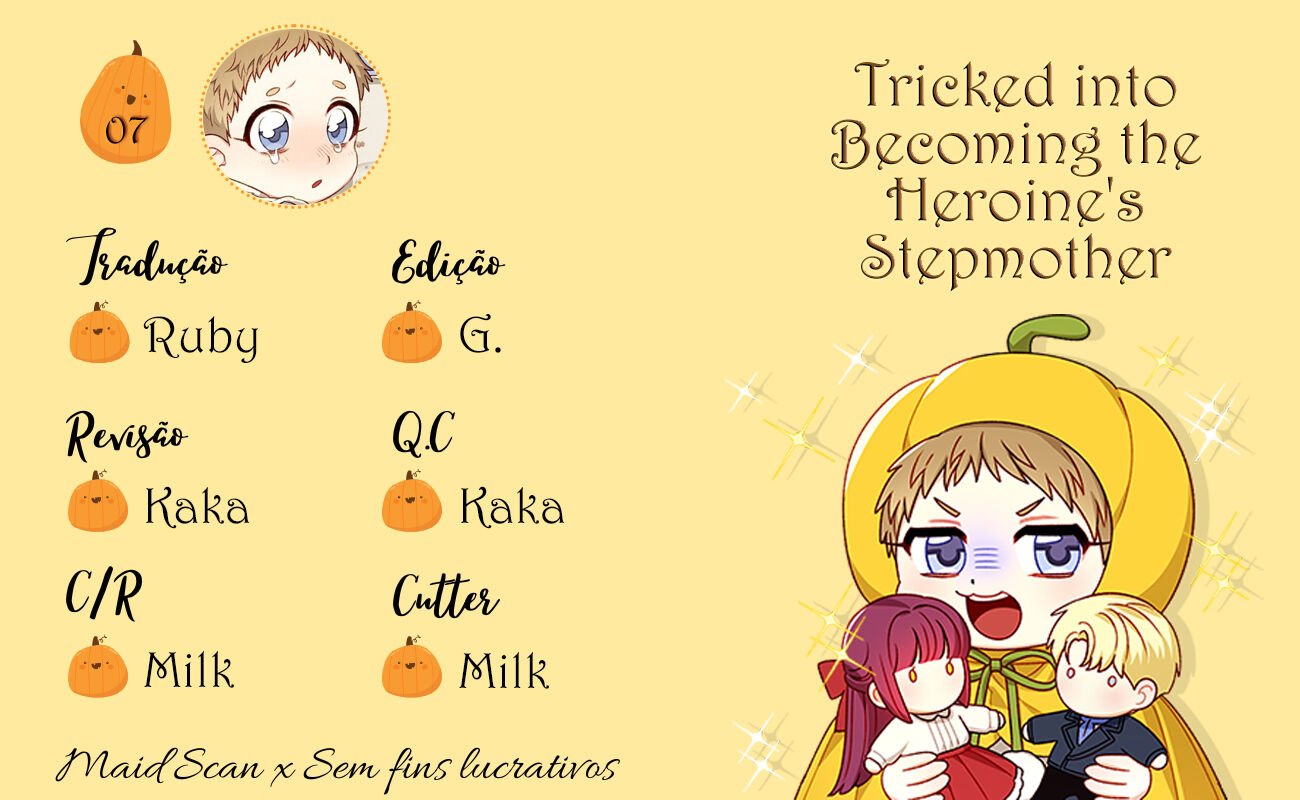 07
Tradução
Ruby
Edição
G.
Revisão
Kaka
Q.C
Kaka
C/R
Milk
Cutter
Milk
Maid Scan x Sem fins lucrativos
Tricked into
Becoming the
Heroine's
Stepmother